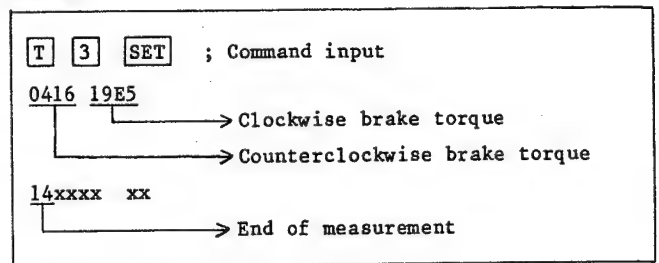 T 3 SET ; Command input
0416 19E5
Clockwise brake torque
Counterclockwise brake torque
14xxxx xx
End of measurement